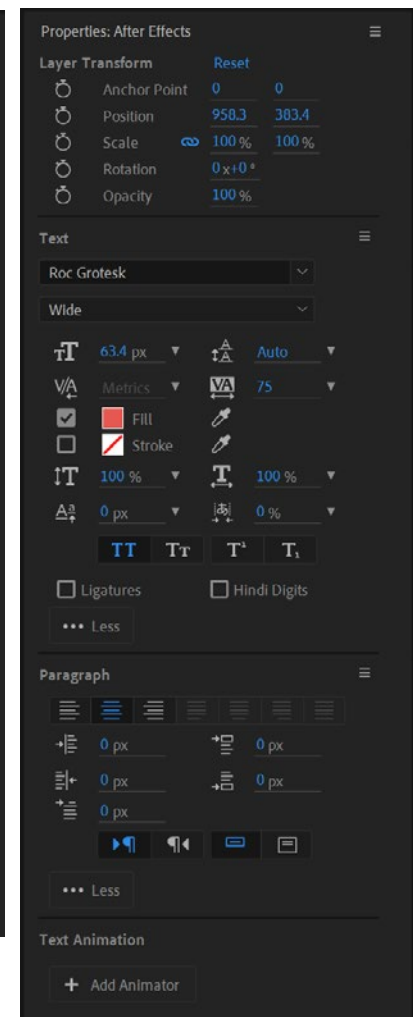 Properties: After Effects
Layer Transform Reset
Anchor Point 0 0
Position 958.3 383.4
Scale 100 % 100 %
Rotation 0 x+0 °
Opacity 100 %
Text
Roc Grotesk
Wide
63.4 px Auto
Metrics 75
Fill
Stroke
100 % 100 %
0 px 0 %
TT Tт T¹ T₁
Ligatures Hindi Digits
••• Less
Paragraph
0 px 0 px
0 px 0 px
0 px
••• Less
Text Animation
+ Add Animator